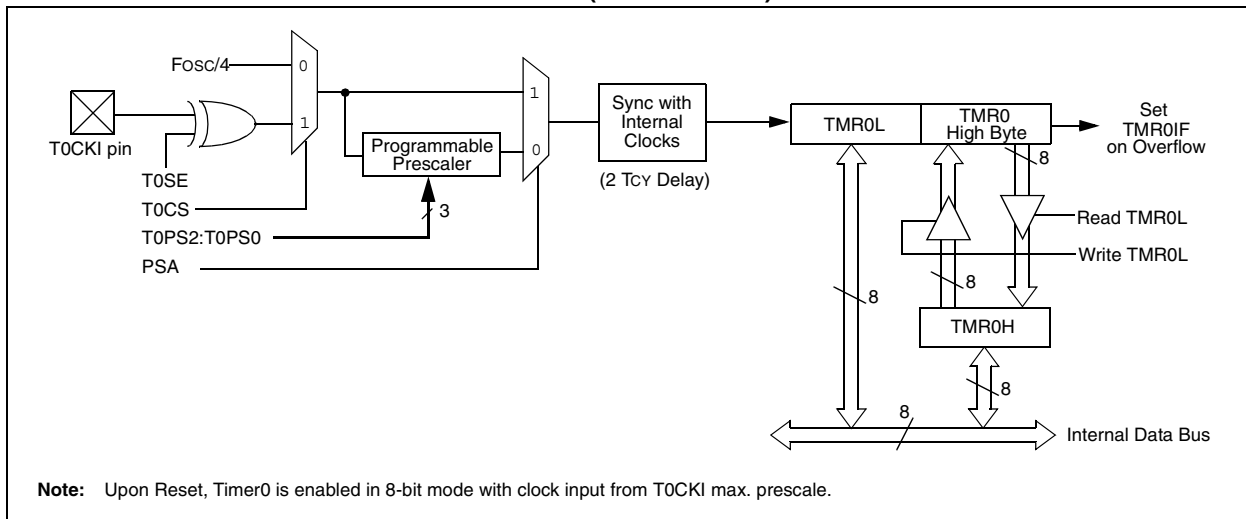 FOSC/4
0
1
T0CKI pin
T0SE
T0CS
T0PS2:T0PS0
PSA
Programmable
Prescaler
3
1
0
Sync with
Internal
Clocks
(2 TCY Delay)
TMR0L
TMR0
High Byte
Set
TMR0IF
on Overflow
8
Read TMR0L
Write TMR0L
8
8
TMR0H
8
8
Internal Data Bus
Note: Upon Reset, Timer0 is enabled in 8-bit mode with clock input from T0CKI max. prescale.